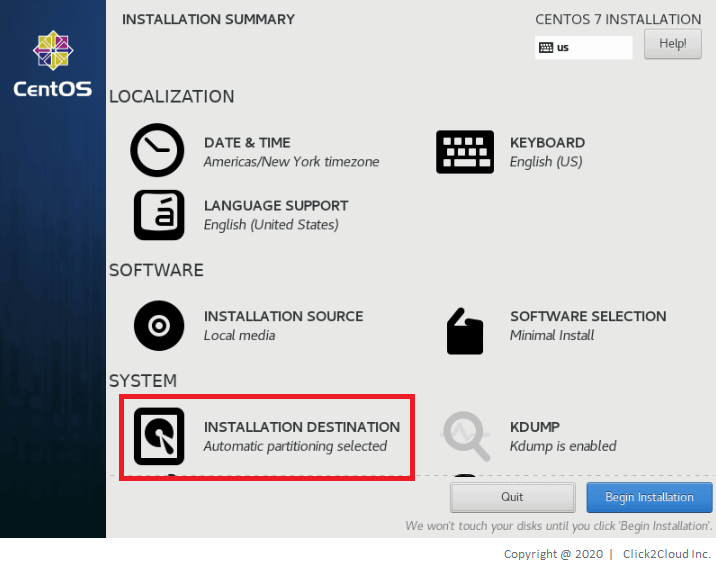 INSTALLATION SUMMARY
CENTOS 7 INSTALLATION
us
Help!
CentOS
LOCALIZATION
DATE & TIME
Americas/New York timezone
KEYBOARD
English (US)
á
LANGUAGE SUPPORT
English (United States)
SOFTWARE
INSTALLATION SOURCE
Local media
SOFTWARE SELECTION
Minimal Install
SYSTEM
INSTALLATION DESTINATION
Automatic partitioning selected
KDUMP
Kdump is enabled
Quit
Begin Installation
We won't touch your disks until you click 'Begin Installation'.
Copyright @ 2020 | Click2Cloud Inc.